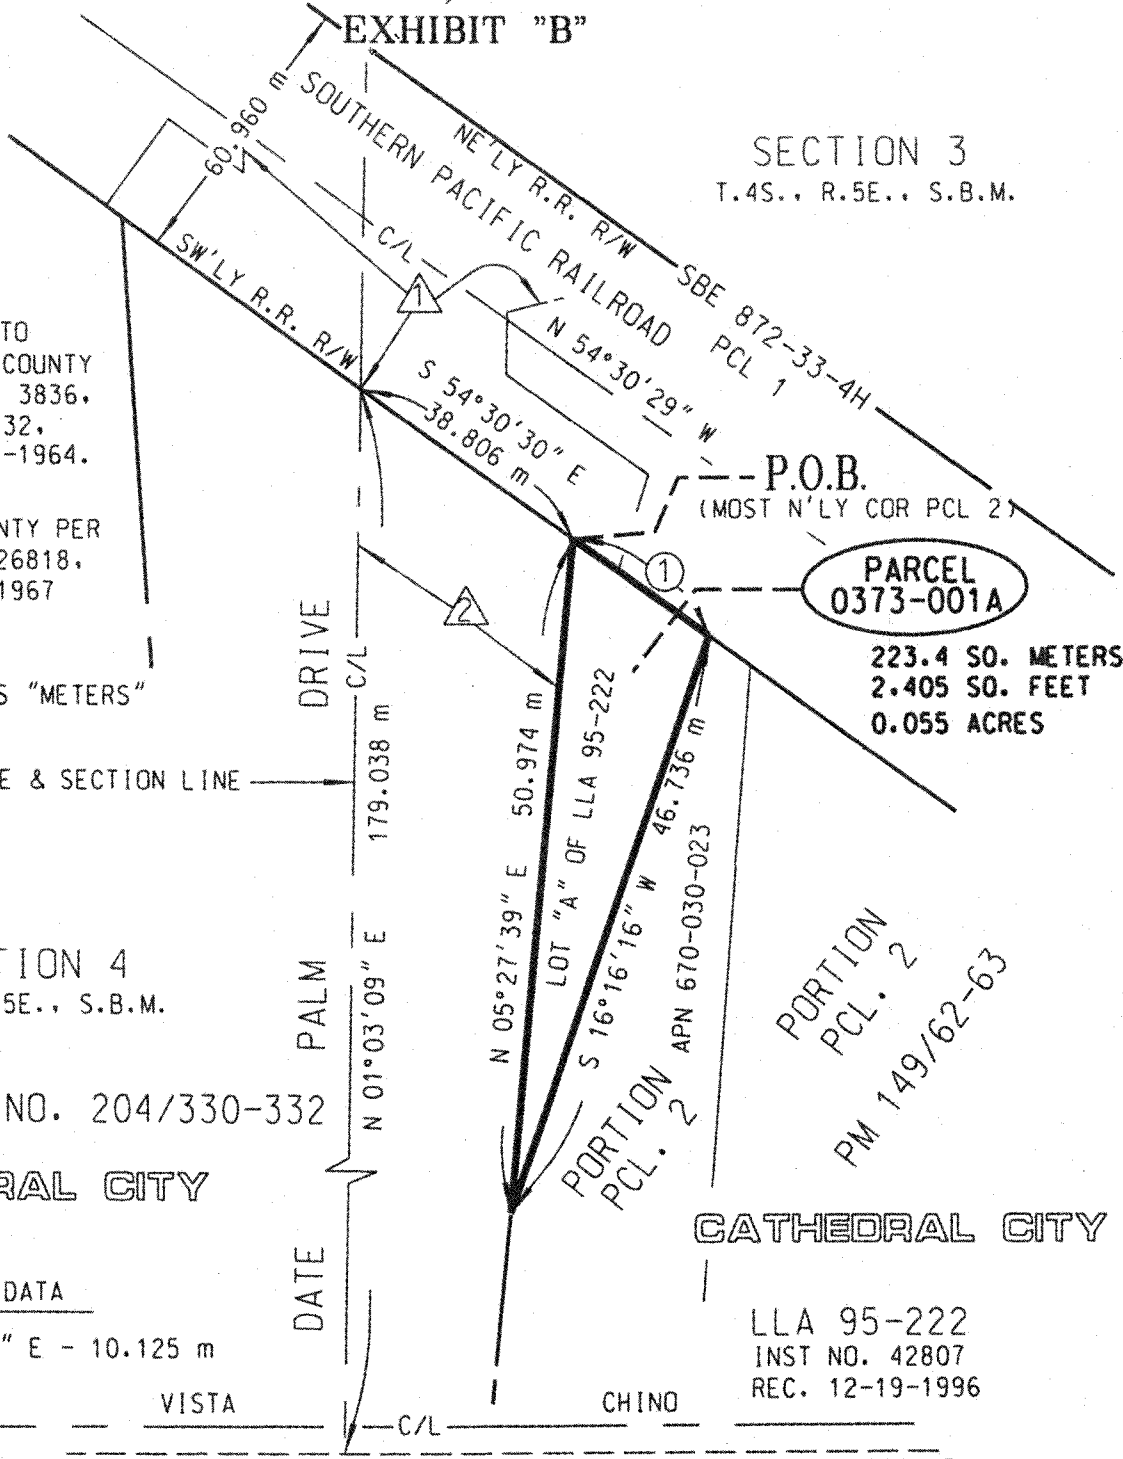 EXHIBIT "B"
60.960 m
SOUTHERN PACIFIC RAILROAD
NE'LY R.R. R/W
SBE 872-33-4H
PCL 1
SECTION 3
T.4S., R.5E., S.B.M.
C/L
SW'LY R.R. R/W
1
N 54°30'29" W
S 54°30'30" E
38.806 m
TO
COUNTY
3836,
32,
-1964.
P.O.B.
(MOST N'LY COR PCL 2)
NTY PER
26818,
1967
1
PARCEL
0373-001A
223.4 SQ. METERS
2.405 SQ. FEET
0.055 ACRES
2
S "METERS"
E & SECTION LINE
DATE PALM DRIVE
C/L
N 01°03'09" E 179.038 m
N 05°27'39" E 50.974 m
LOT "A" OF LLA 95-222
S 16°16'16" W 46.736 m
APN 670-030-023
PORTION
PCL. 2
PORTION
PCL. 2
PM 149/62-63
TION 4
5E., S.B.M.
NO. 204/330-332
RAL CITY
CATHEDRAL CITY
DATA
" E - 10.125 m
LLA 95-222
INST NO. 42807
REC. 12-19-1996
VISTA CHINO
C/L